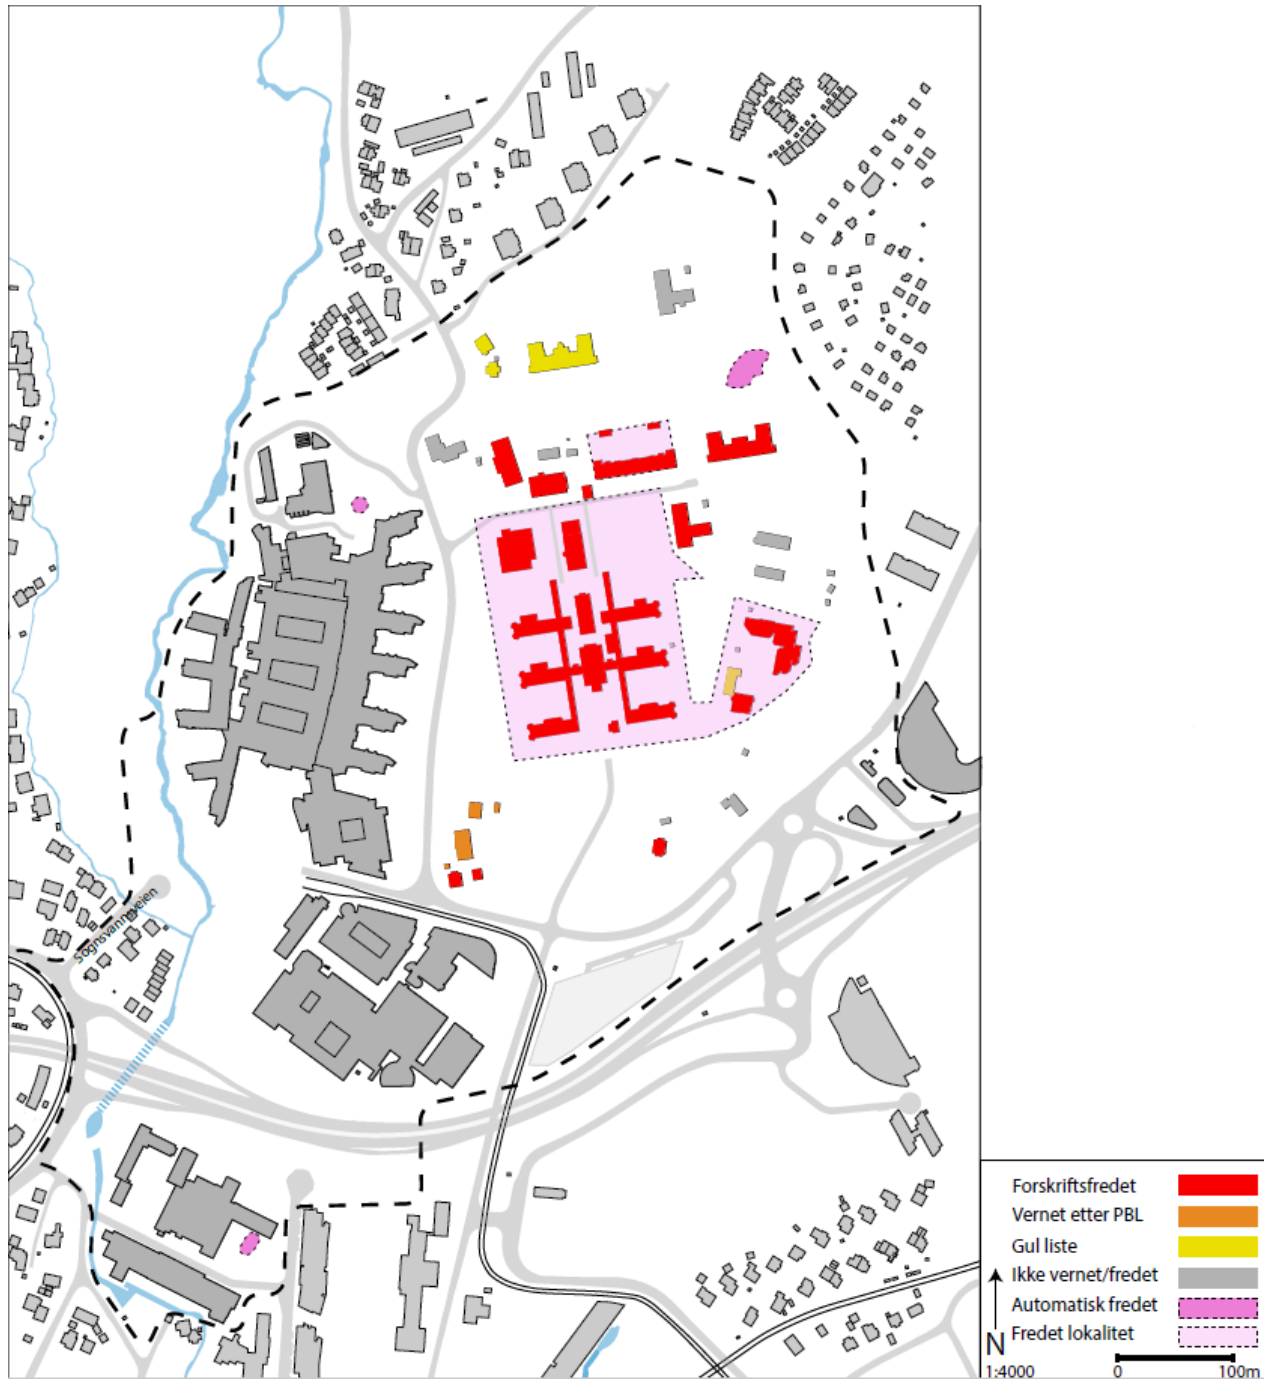 Sognsvannsveien
Forskriftsfredet
Vernet etter PBL
Gul liste
Ikke vernet/fredet
Automatisk fredet
Fredet lokalitet
N
1:4000
0 100m